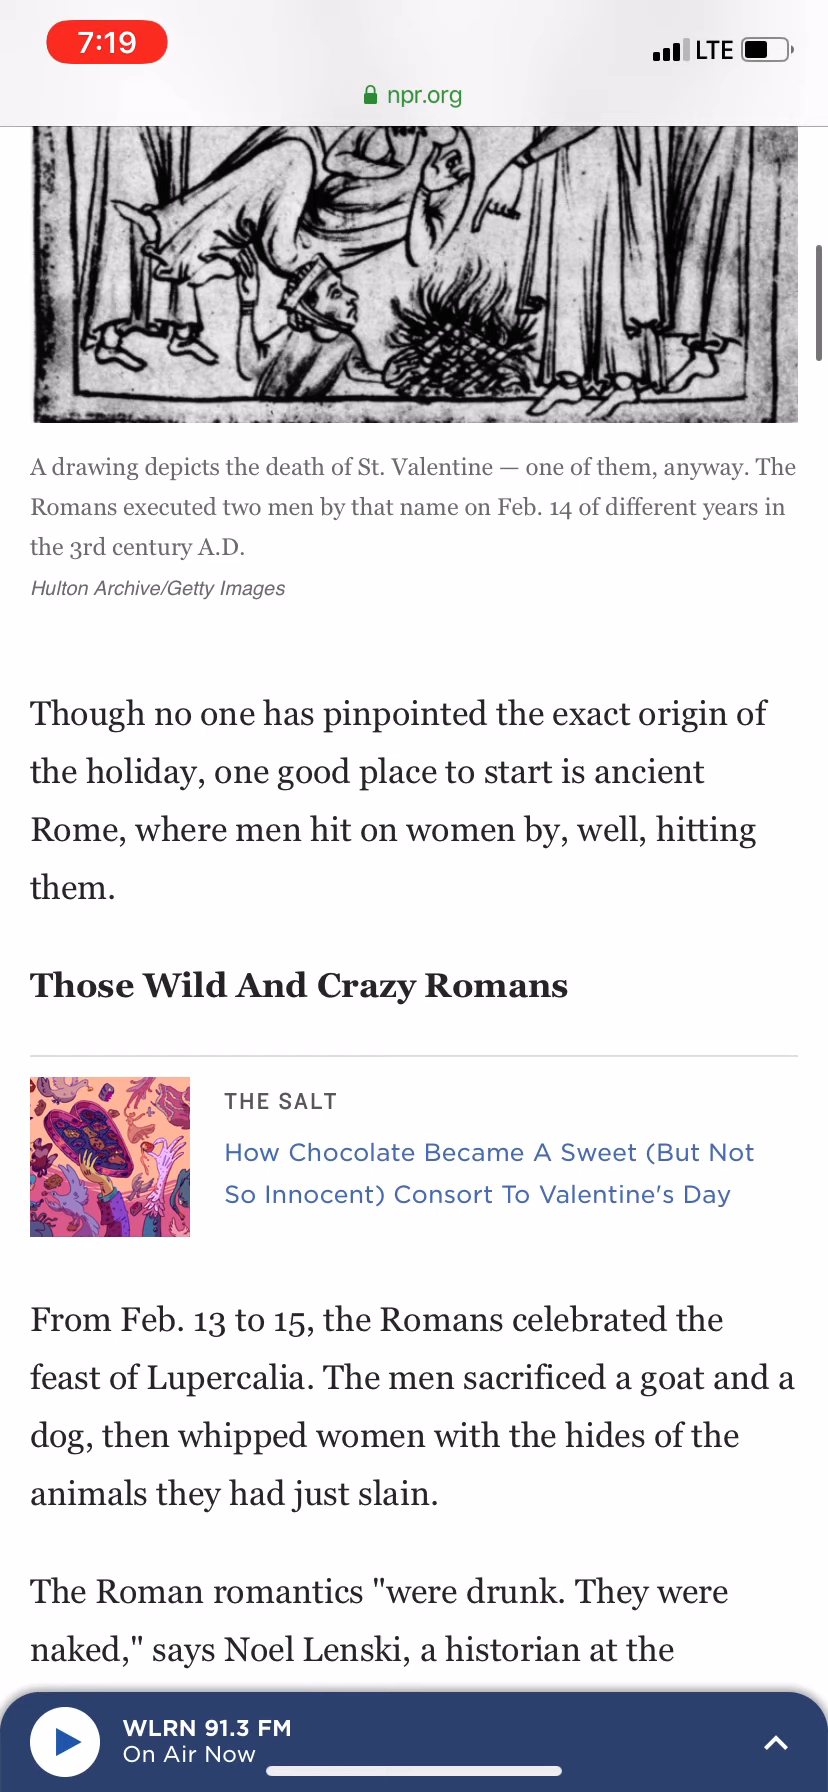 7:19
LTE
npr.org
A drawing depicts the death of St. Valentine — one of them, anyway. The
Romans executed two men by that name on Feb. 14 of different years in
the 3rd century A.D.
Hulton Archive/Getty Images
Though no one has pinpointed the exact origin of
the holiday, one good place to start is ancient
Rome, where men hit on women by, well, hitting
them.
Those Wild And Crazy Romans
THE SALT
How Chocolate Became A Sweet (But Not
So Innocent) Consort To Valentine's Day
From Feb. 13 to 15, the Romans celebrated the
feast of Lupercalia. The men sacrificed a goat and a
dog, then whipped women with the hides of the
animals they had just slain.
The Roman romantics "were drunk. They were
naked," says Noel Lenski, a historian at the
WLRN 91.3 FM
On Air Now